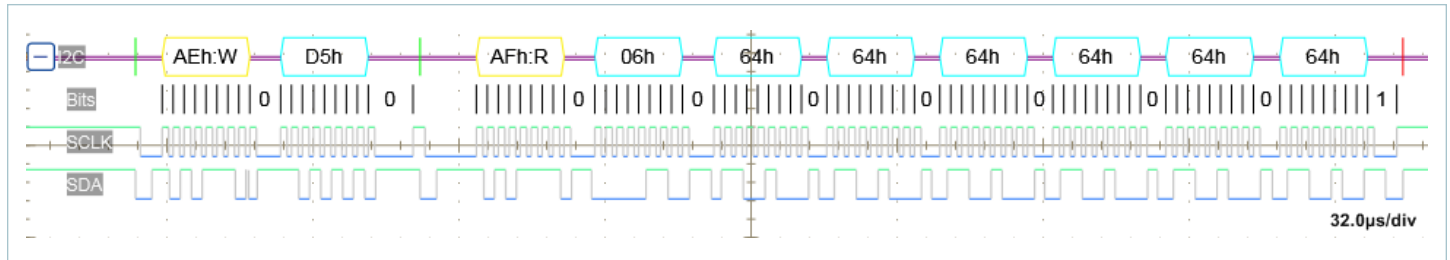 I2C AEh:W D5h AFh:R 06h 64h 64h 64h 64h 64h 64h
Bits 0 0 0 0 0 0 0 0 0 1
SCLK
SDA
32.0µs/div